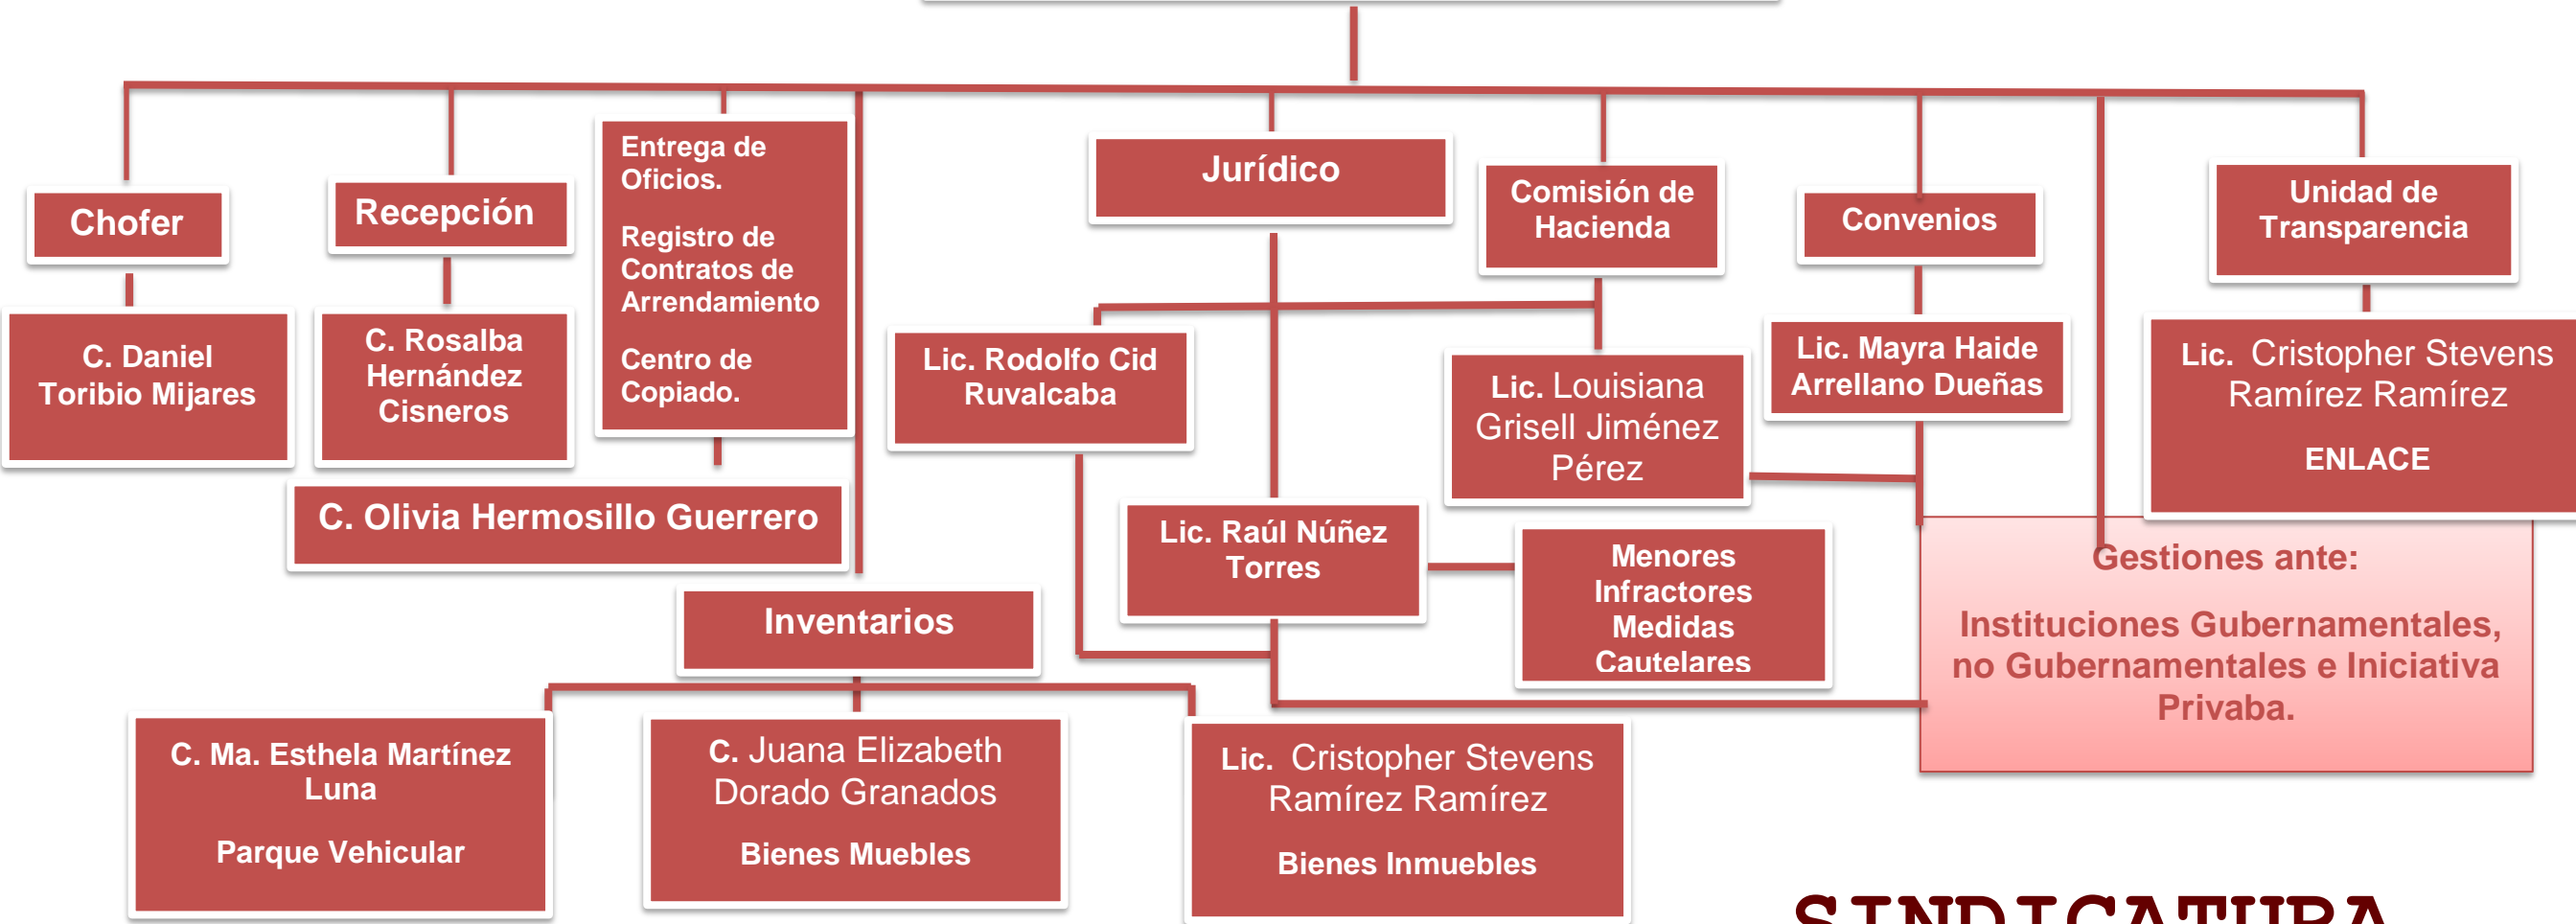 Chofer
Recepción
Entrega de
Oficios.
Registro de
Contratos de
Arrendamiento
Centro de
Copiado.
Jurídico
Comisión de
Hacienda
Convenios
Unidad de
Transparencia
C. Daniel
Toribio Mijares
C. Rosalba
Hernández
Cisneros
C. Olivia Hermosillo Guerrero
Lic. Rodolfo Cid
Ruvalcaba
Lic. Louisiana
Grisell Jiménez
Pérez
Lic. Mayra Haide
Arrellano Dueñas
Lic. Cristopher Stevens
Ramírez Ramírez
ENLACE
Lic. Raúl Núñez
Torres
Menores
Infractores
Medidas
Cautelares
Gestiones ante:
Instituciones Gubernamentales,
no Gubernamentales e Iniciativa
Privaba.
Inventarios
C. Ma. Esthela Martínez
Luna
Parque Vehicular
C. Juana Elizabeth
Dorado Granados
Bienes Muebles
Lic. Cristopher Stevens
Ramírez Ramírez
Bienes Inmuebles
SINDICATURA